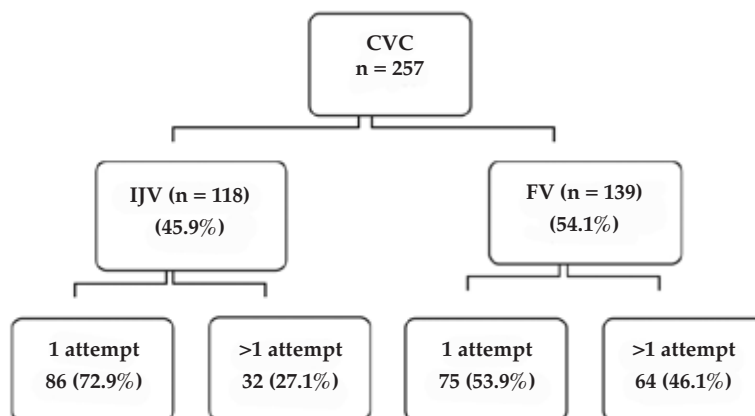 CVC
n = 257
IJV (n = 118)
(45.9%)
FV (n = 139)
(54.1%)
1 attempt
86 (72.9%)
>1 attempt
32 (27.1%)
1 attempt
75 (53.9%)
>1 attempt
64 (46.1%)